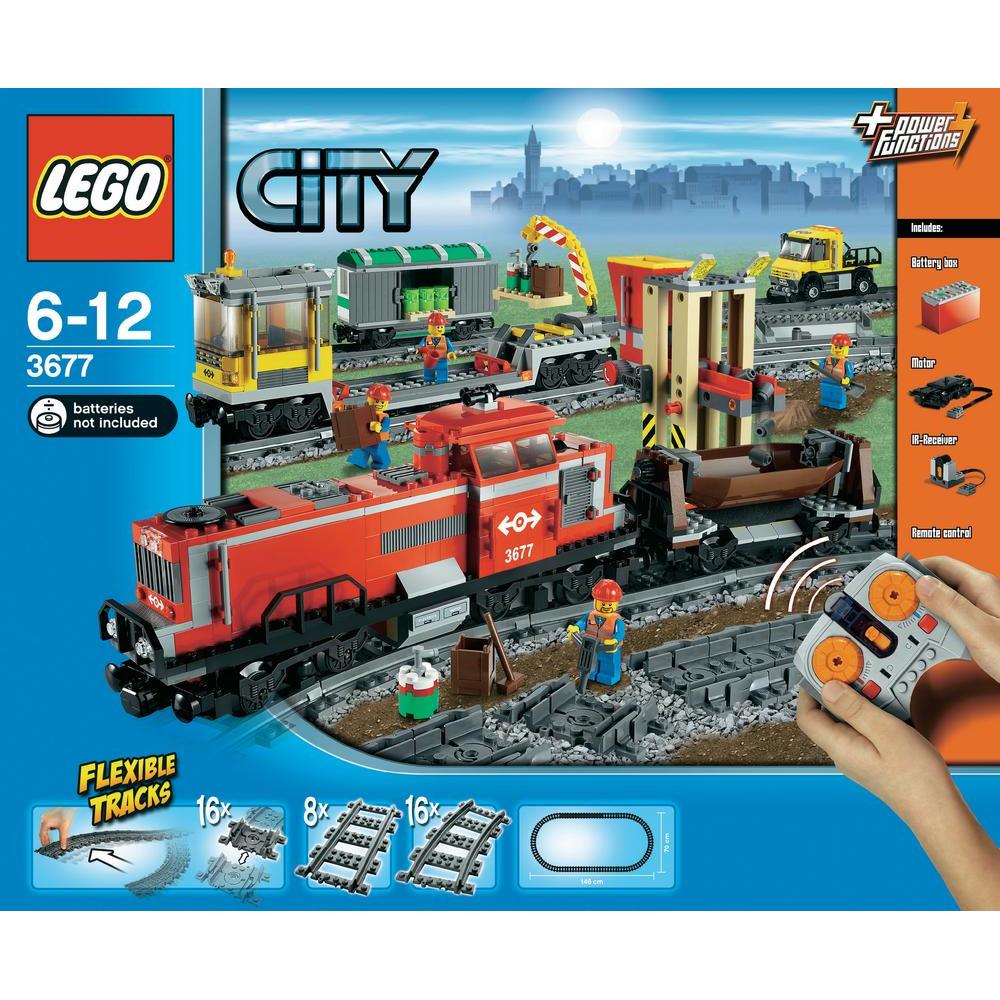 LEGO®
CITY
+power
functions
6-12
3677
batteries
not included
Includes:
Battery box
Motor
IR-Receiver
Remote control
3677
FLEXIBLE
TRACKS
16x
8x
16x
70 cm
146 cm